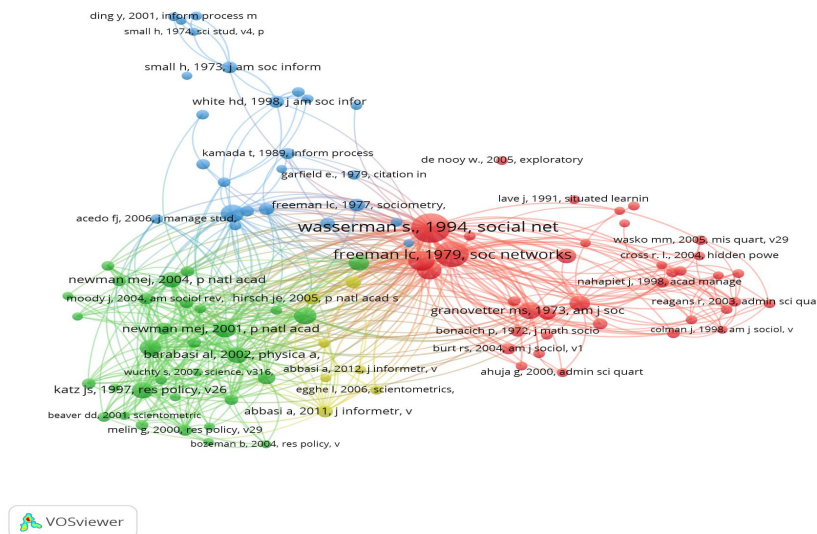 ding y, 2001, inform process m
small h, 1974, sci stud, v4, p
small h, 1973, j am soc inform
white hd, 1998, j am soc infor
kamada t, 1989, inform process
de nooy w., 2005, exploratory
garfield e., 1979, citation in
lave j, 1991, situated learnin
freeman lc, 1977, sociometry,
acedo fj, 2006, j manage stud,
wasserman s., 1994, social net
wasko mm, 2005, mis quart, v29
freeman lc, 1979, soc networks
cross r. l., 2004, hidden powe
newman mej, 2004, p natl acad
nahapiet j, 1998, acad manage
moody j, 2004, am sociol rev,
hirsch je, 2005, p natl acad s
reagans r, 2003, admin sci qua
granovetter ms, 1973, am j soc
newman mej, 2001, p natl acad
bonacich p, 1972, j math socio
colman j, 1998, am j sociol, v
burt rs, 2004, am j sociol, v1
barabasi al, 2002, physica a,
wuchty s, 2007, science, v316,
abbasi a, 2012, j informetr, v
ahuja g, 2000, admin sci quart
katz js, 1997, res policy, v26
egghe l, 2006, scientometrics,
beaver dd, 2001, scientometric
abbasi a, 2011, j informetr, v
melin g, 2000, res policy, v29
bozeman b, 2004, res policy, v
VOSviewer